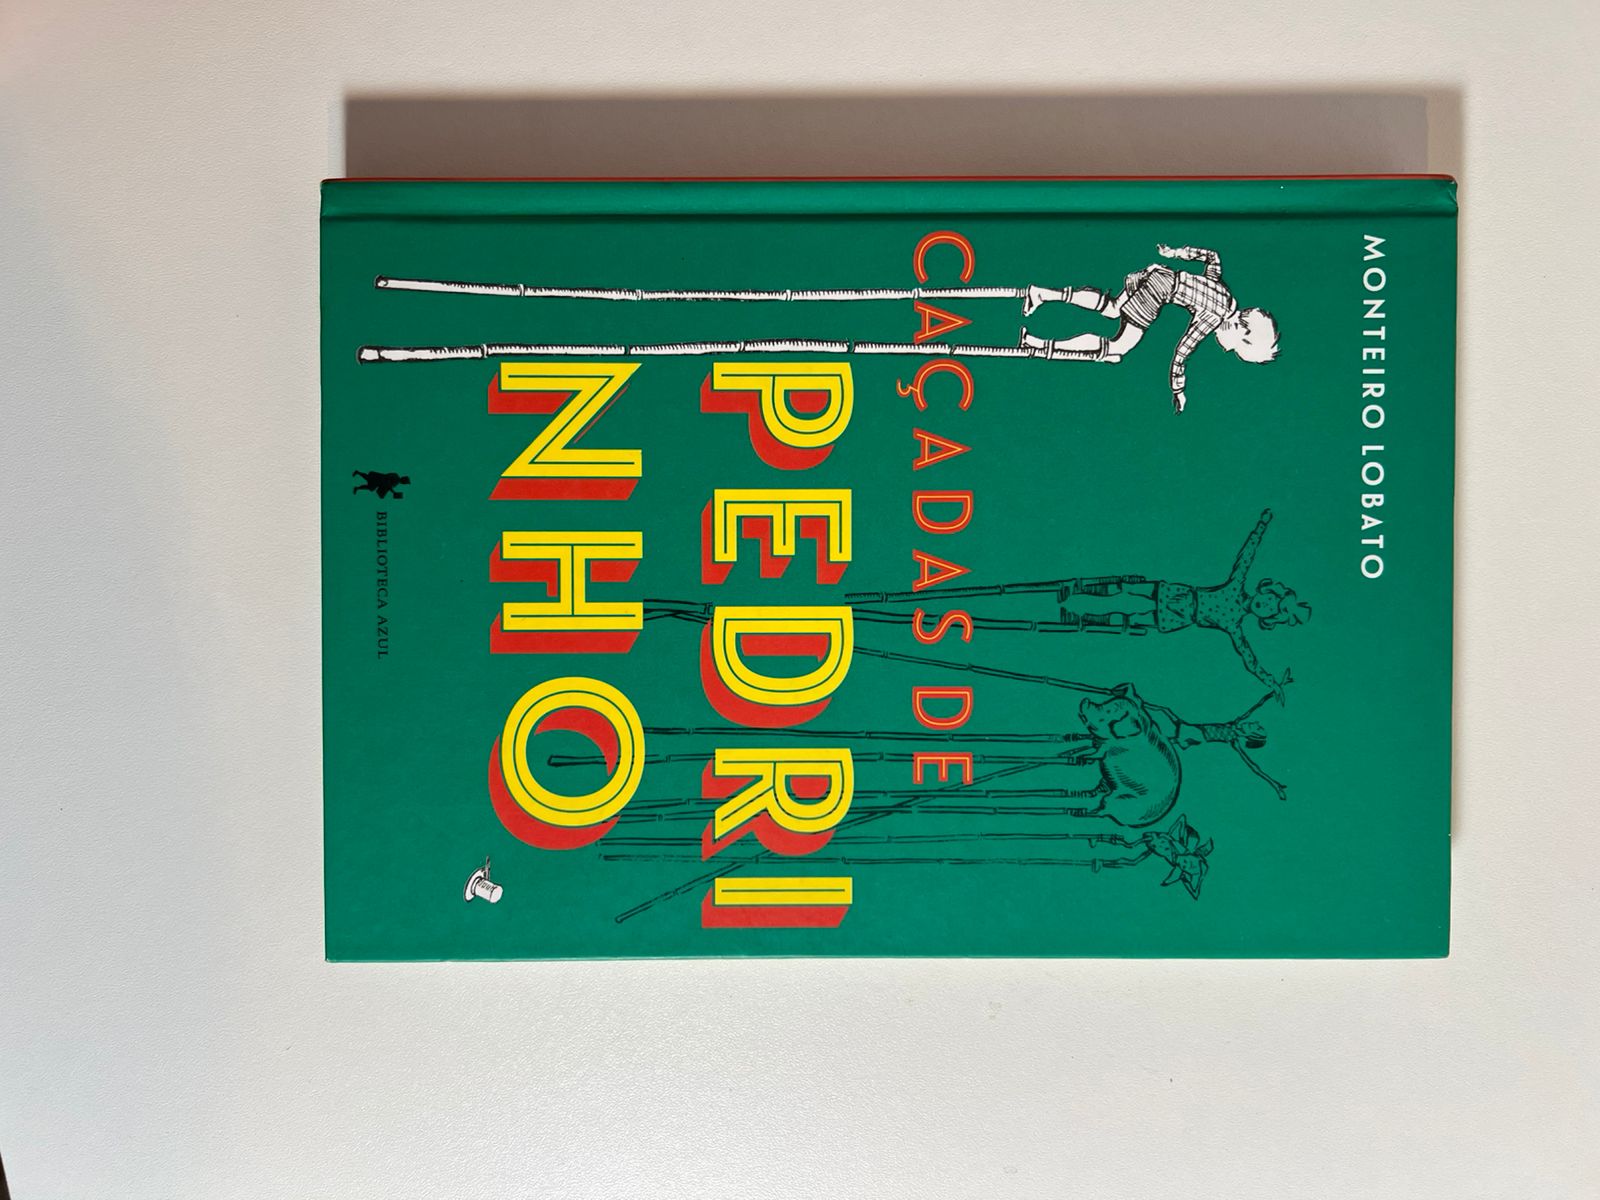 MONTEIRO LOBATO
CAÇADAS DE
PEDRI
NHO
BIBLIOTECA AZUL